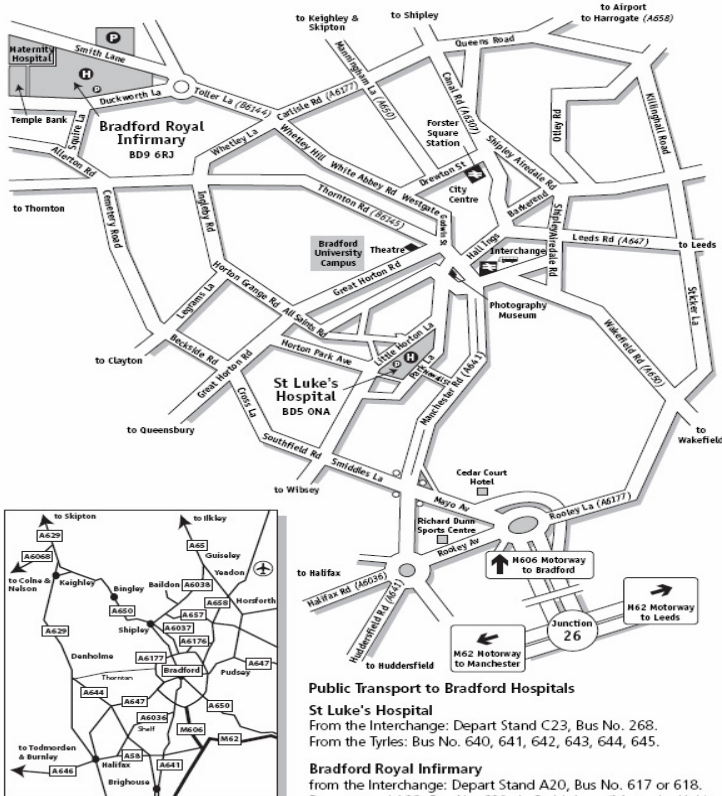 to Airport
to Harrogate (A658)
to Keighley &
Skipton
to Shipley
Queens Road
Maternity
Hospital
P
Smith Lane
H
P
Duckworth La
Toller La (B6144)
Carlisle Rd (A6177)
Manningham La (A650)
Canal Rd (A6307)
Killinghall Road
Otley Rd
Temple Bank
Squire La
Bradford Royal
Infirmary
BD9 6RJ
Whetley La
Whetley Hill
Forster
Square
Station
Shipley Airedale Rd
Allerton Rd
White Abbey Rd
Westgate
Drewton St
City
Centre
Barkerend
to Thornton
Cemetery Road
Ingleby Rd
Thornton Rd (B6145)
Godwin St
Hall Ings
Shipley Airedale Rd
Leeds Rd (A647)
to Leeds
Bradford
University
Campus
Theatre
Interchange
Great Horton Rd
Photography
Museum
Sticker La
Legrams La
Horton Grange Rd
All Saints Rd
Little Horton La
Wakefield Rd (A650)
to Clayton
Beckside Rd
Great Horton Rd
Horton Park Ave
H
P
Manchester Rd (A641)
St Luke's
Hospital
BD5 0NA
to Queensbury
Cross La
to
Wakefield
Southfield Rd
Smiddles La
to Wibsey
Cedar Court
Hotel
Mayo Av
Rooley La (A6177)
Richard Dunn
Sports Centre
Rooley Av
to Halifax
Halifax Rd (A6036)
Huddersfield Rd (A641)
to Huddersfield
M606 Motorway
to Bradford
M62 Motorway
to Leeds
Junction
26
M62 Motorway
to Manchester
to Skipton
A629
A6068
to Colne &
Nelson
Keighley
to Ilkley
A65
Guiseley
Yeadon
Bingley
Baildon
A6038
A650
A658
Horsforth
A657
Shipley
A6037
A6176
A629
Denholme
A6177
Bradford
A647
Thornton
Pudsey
A644
A647
A650
A6036
Shelf
M606
M62
to Todmorden
& Burnley
A58
A641
A646
Halifax
Brighouse
Public Transport to Bradford Hospitals
St Luke's Hospital
From the Interchange: Depart Stand C23, Bus No. 268.
From the Tyrles: Bus No. 640, 641, 642, 643, 644, 645.
Bradford Royal Infirmary
from the Interchange: Depart Stand A20, Bus No. 617 or 618.